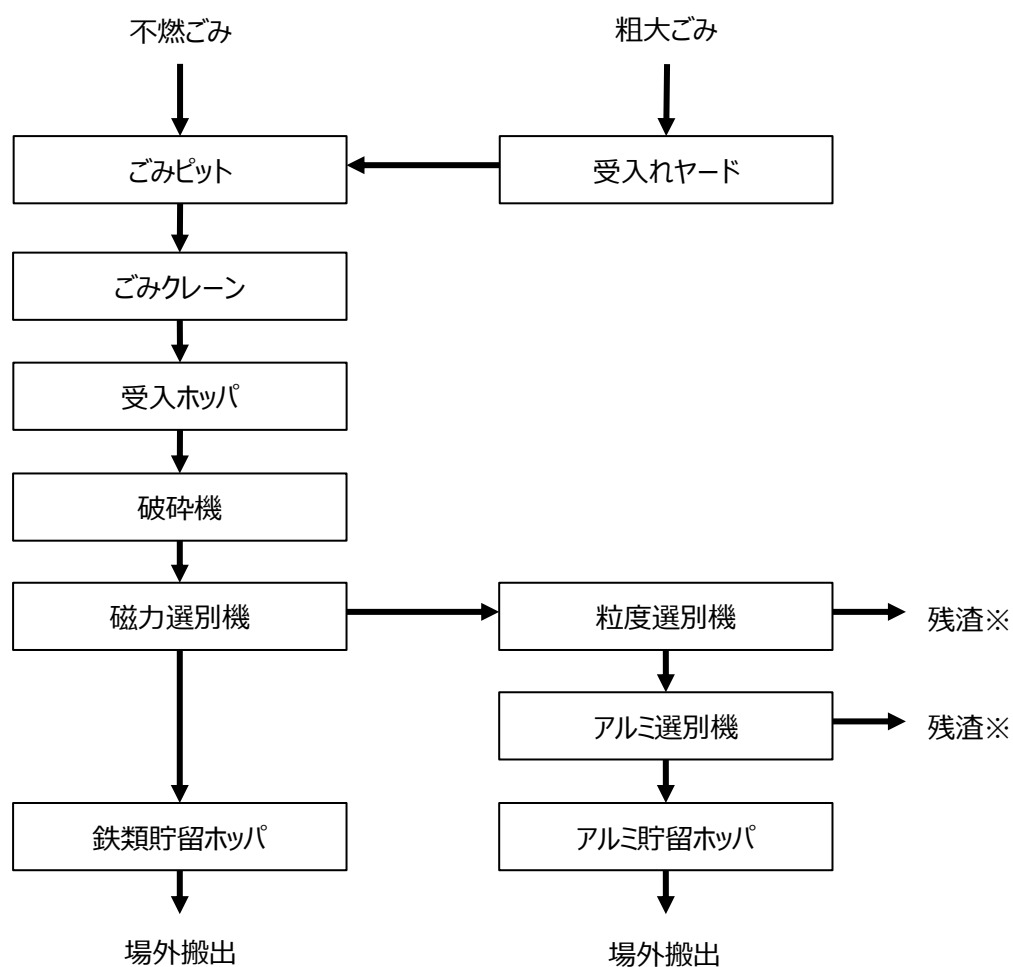 不燃ごみ
粗大ごみ
ごみピット
受入れヤード
ごみクレーン
受入ホッパ
破砕機
磁力選別機
粒度選別機
残渣※
アルミ選別機
残渣※
鉄類貯留ホッパ
アルミ貯留ホッパ
場外搬出
場外搬出